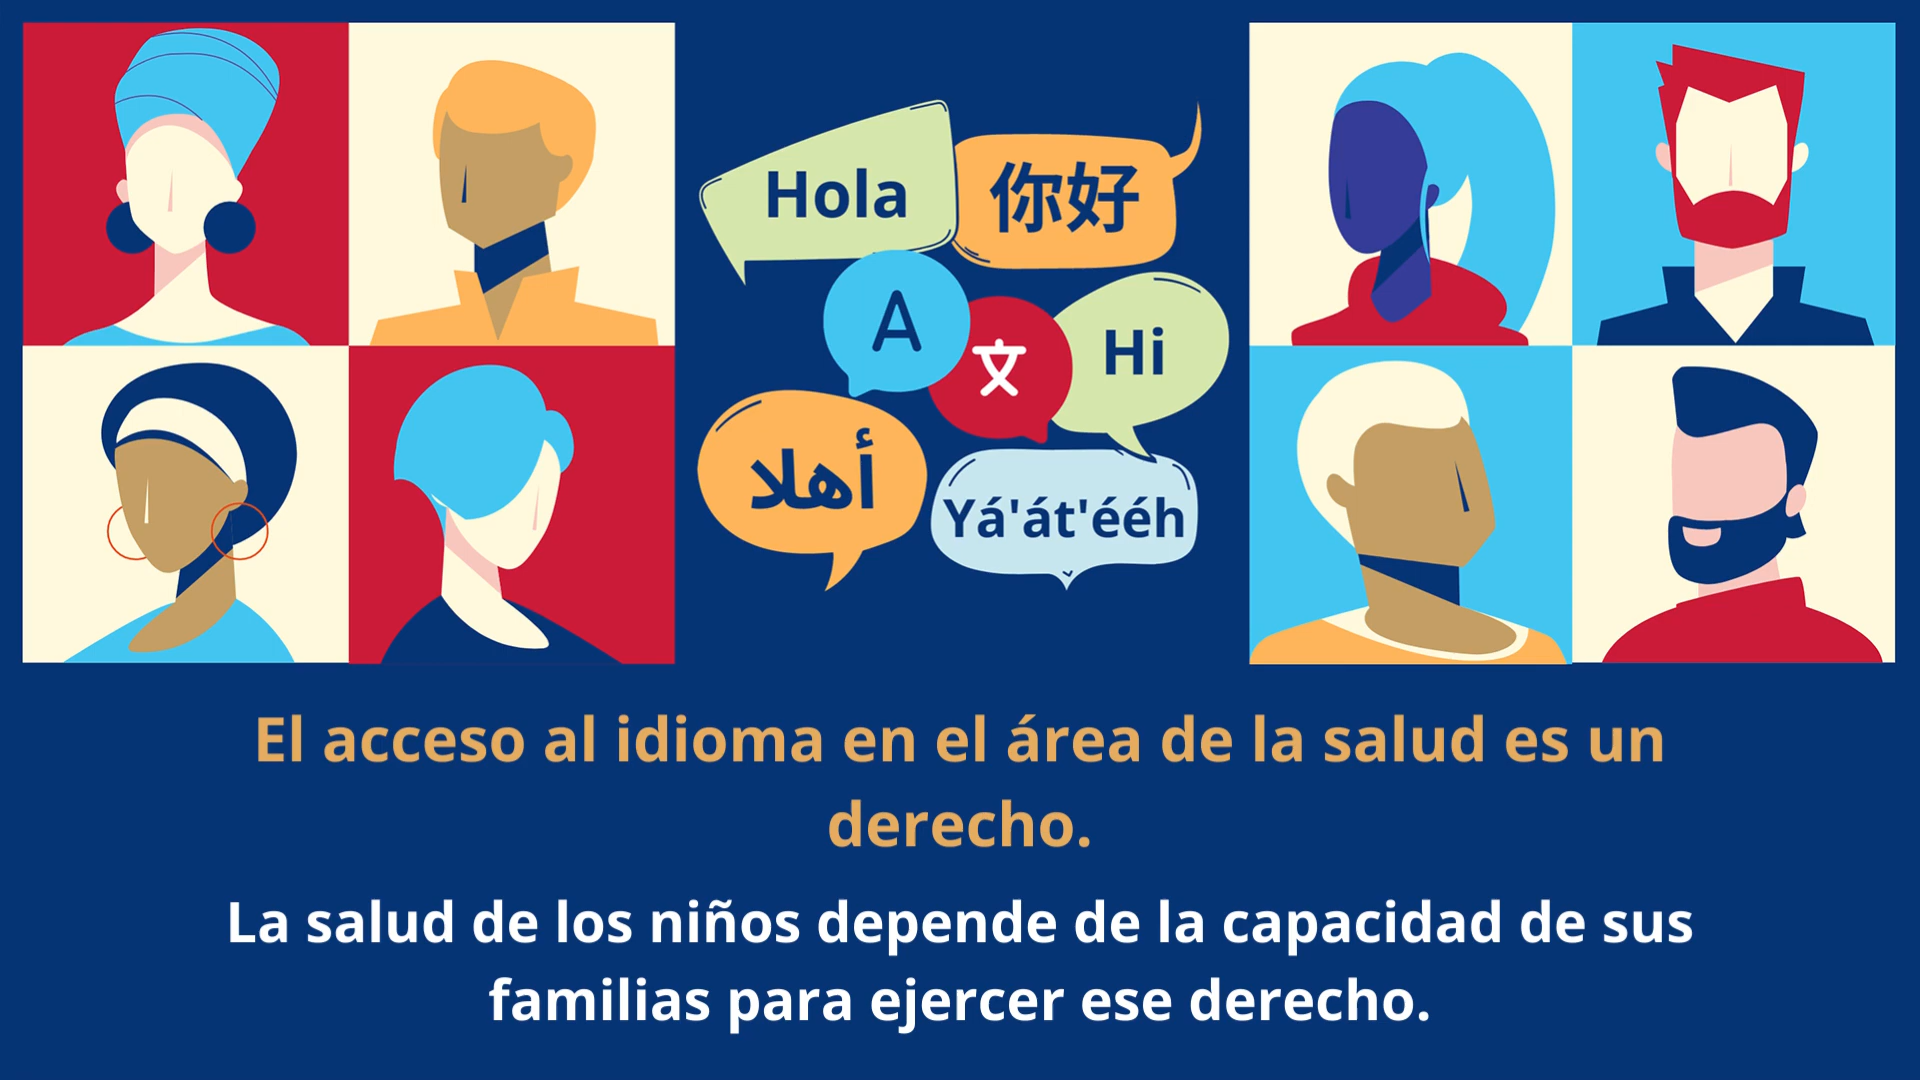 Hola
你好
A
文
Hi
أهلا
Yá'át'ééh
El acceso al idioma en el área de la salud es un
derecho.
La salud de los niños depende de la capacidad de sus
familias para ejercer ese derecho.